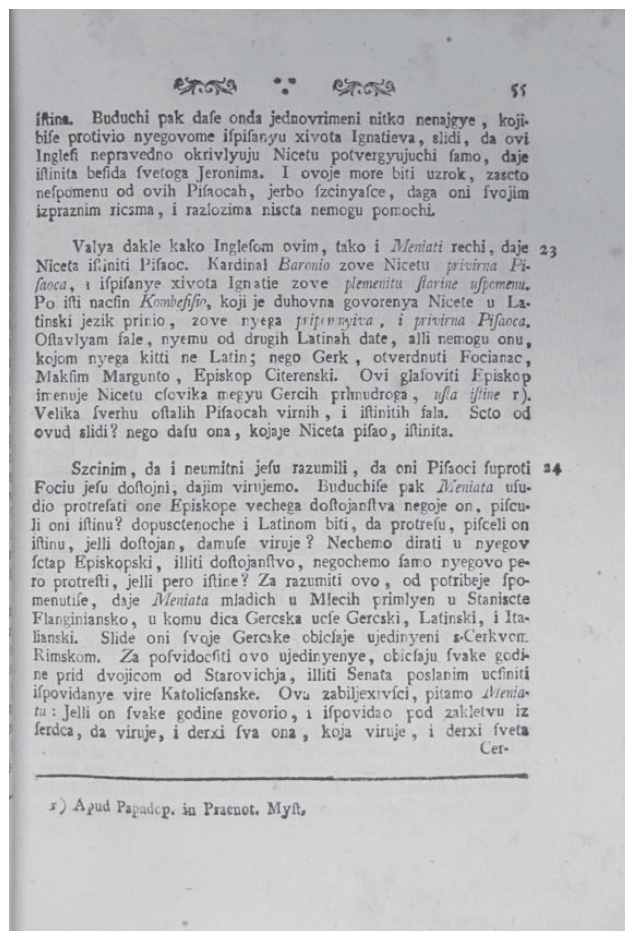 55
iſtina. Buduchi pak daſe onda jednovrimeni nitko nenajgye, koji-
biſe protivio nyegovome iſpiſanyu xivota Ignatieva, slidi, da ovi
Ingleſi nepravedno okrivlyuju Nicetu potvergyujuchi ſamo, daje
iſtinita beſida ſvetoga Jeronima. I ovoje more biti uzrok, zascto
neſpomenu od ovih Piſaocah, jerbo ſzcinyaſce, daga oni ſvojim
izpraznim ricsma, i razlozima niscta nemogu pomochi.
Valya dakle kako Ingleſom ovim, tako i Meniati rechi, daje 23
Niceta iſtiniti Piſaoc. Kardinal Baronio zove Nicetu privirna Pi-
ſaoca, i iſpiſanye xivota Ignatie zove plemenitu ſtarine uſpomenu.
Po iſti nacſin Kombefiſio, koji je duhovna govorenya Nicete u La-
tinski jezik prinio, zove nyega pripinnyiva, i privirna Piſaoca.
Oſtavlyam fale, nyemu od drugih Latinah date, alli nemogu onu,
kojom nyega kitti ne Latin; nego Gerk, otverdnuti Focianac,
Makſim Margunto, Episkop Citerenski. Ovi glaſoviti Episkop
imenuje Nicetu cſovika megyu Gercih primudroga, uſta iſtine r).
Velika ſverhu oſtalih Piſaocah virnih, i iſtinitih fala. Scto od
ovud slidi? nego daſu ona, kojaje Niceta piſao, iſtinita.
Szcinim, da i neumitni jeſu razumili, da oni Piſaoci ſuproti 24
Fociu jeſu doſtojni, dajim virujemo. Buduchiſe pak Meniata uſu-
dio protreſati one Episkope vechega doſtojanſtva negoje on, piſcu-
li oni iſtinu? dopusctenoche i Latinom biti, da protreſu, piſceli on
iſtinu, jelli doſtojan, damuſe viruje? Nechemo dirati u nyegov
ſctap Episkopski, illiti doſtojanſtvo, negochemo ſamo nyegovo pe-
ro protreſti, jelli pero iſtine? Za razumiti ovo, od potribeje ſpo-
menutiſe, daje Meniata mladich u Mlecih primlyen u Staniscte
Flanginiansko, u komu dica Gercska ucſe Gercski, Latinski, i Ita-
lianski. Slide oni ſvoje Gercske obicſaje ujedinyeni s-Cerkvom
Rimskom. Za poſvidocſiti ovo ujedinyenye, obicſaju ſvake godi-
ne prid dvojicom od Starovichja, illiti Senata poslanim ucſiniti
iſpovidanye vire Katolicſanske. Ova zabiljexivſci, pitamo Menia-
tu: Jelli on ſvake godine govorio, i iſpovidao pod zakletvu iz
ſerdca, da viruje, i derxi ſva ona, koja viruje, i derxi ſveta
Cer-
r) Apud Papadop. in Praenot. Myſt.